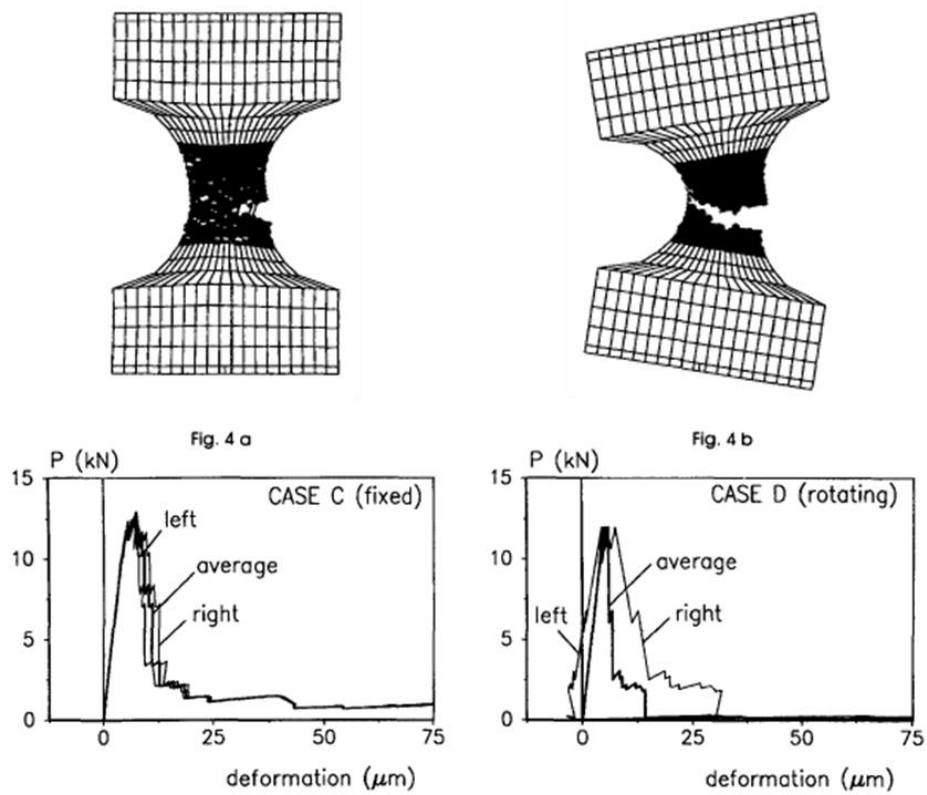 Fig. 4 a
Fig. 4 b
P (kN)
15
CASE C (fixed)
left
10
average
right
5
0
0 25 50 75
deformation (μm)
P (kN)
15
CASE D (rotating)
10
average
left
right
5
0
0 25 50 75
deformation (μm)